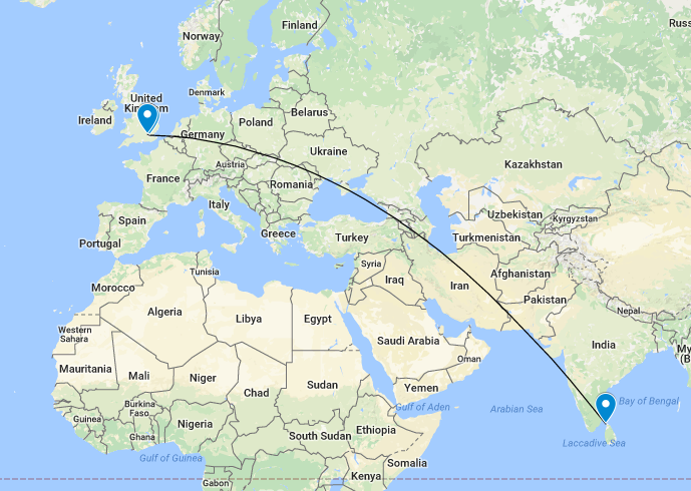 Finland
Russ
Norway
United
Kingdom
Denmark
Ireland
Belarus
Poland
Germany
Ukraine
Austria
Kazakhstan
France
Romania
Italy
Uzbekistan
Kyrgyzstan
Spain
Greece
Turkey
Turkmenistan
Portugal
Syria
Afghanistan
Tunisia
Iraq
Iran
Morocco
Pakistan
Algeria
Libya
Egypt
Nepal
Western
Sahara
Saudi Arabia
India
My
(B
Oman
Mauritania
Mali
Niger
Chad
Sudan
Yemen
Burkina
Faso
Gulf of Aden
Arabian Sea
Bay of Bengal
Guinea
Nigeria
Ethiopia
Ghana
South Sudan
Laccadive Sea
Gulf of Guinea
Somalia
Gabon
Kenya